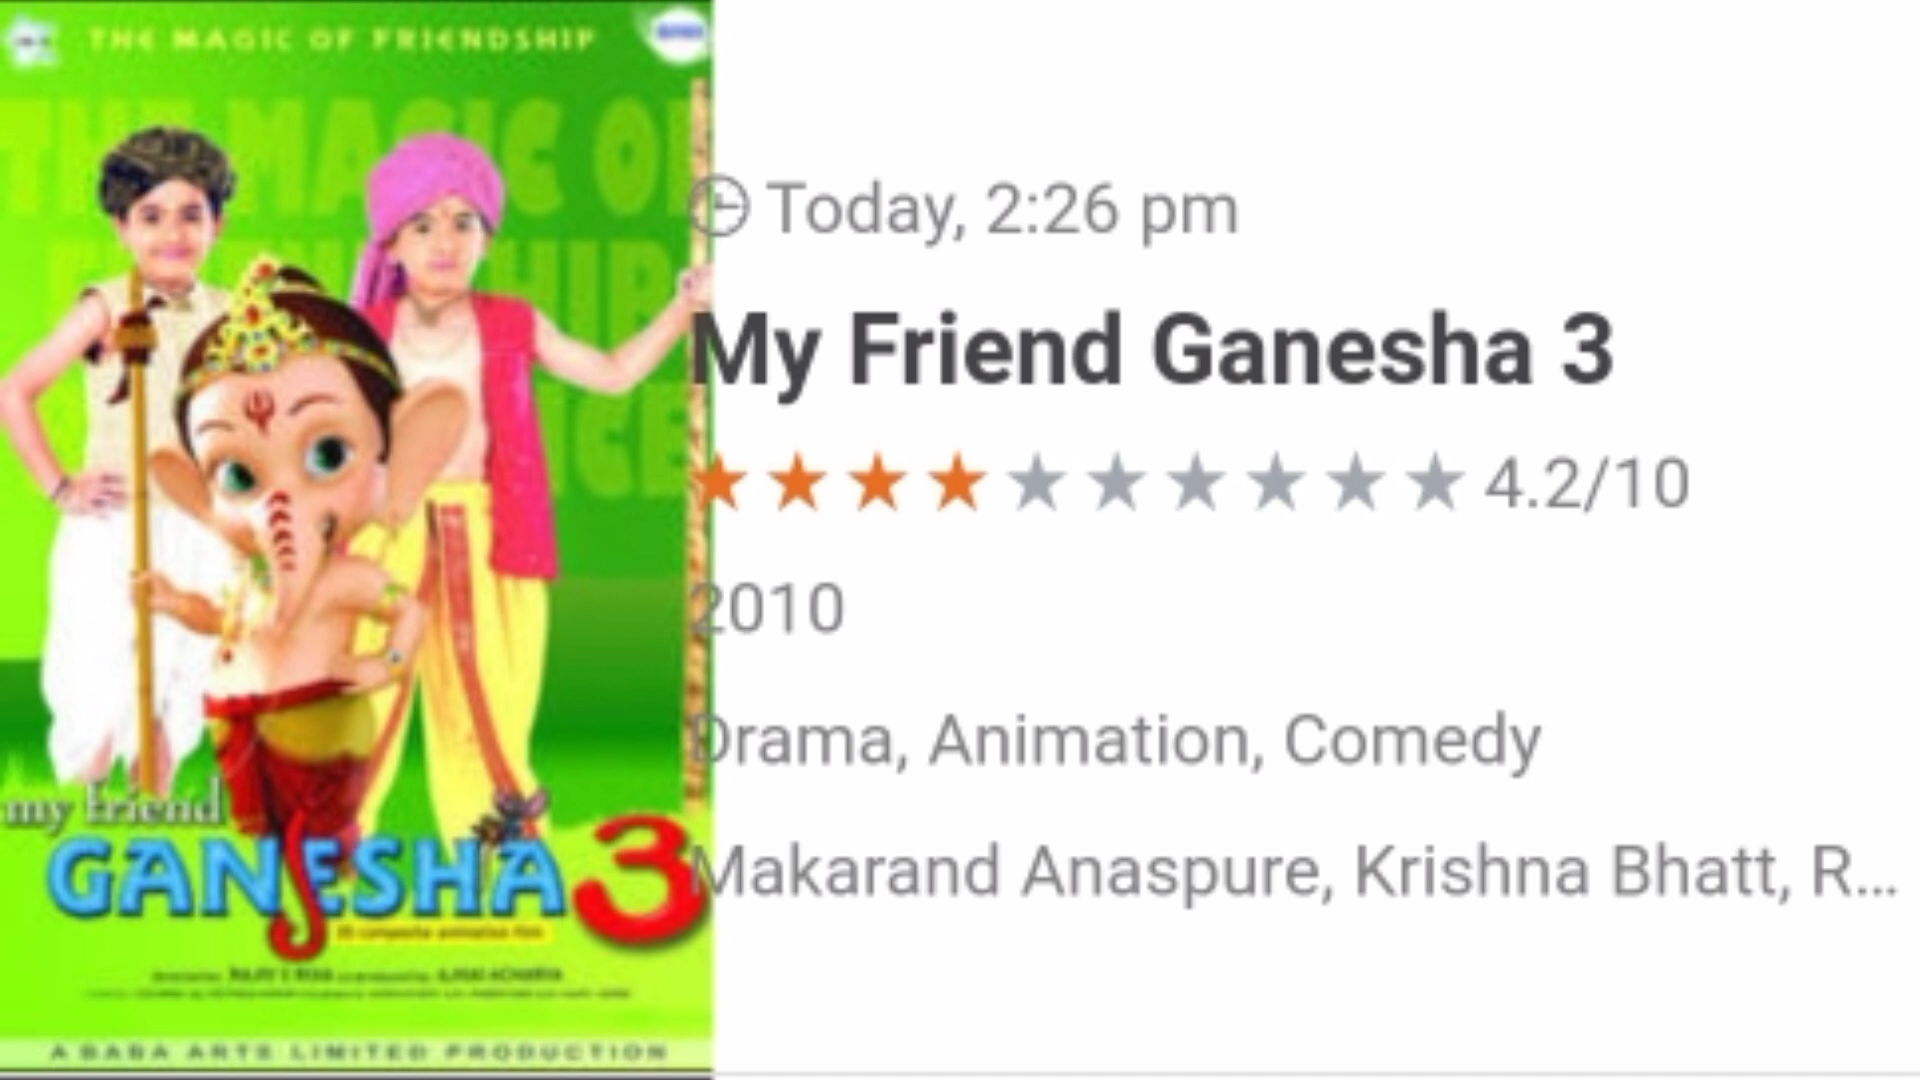 THE MAGIC OF FRIENDSHIP
Today, 2:26 pm
My Friend Ganesha 3
4.2/10
2010
Drama, Animation, Comedy
Makarand Anaspure, Krishna Bhatt, R...
my friend
GANESHA 3
A BABA ARTS LIMITED PRODUCTION